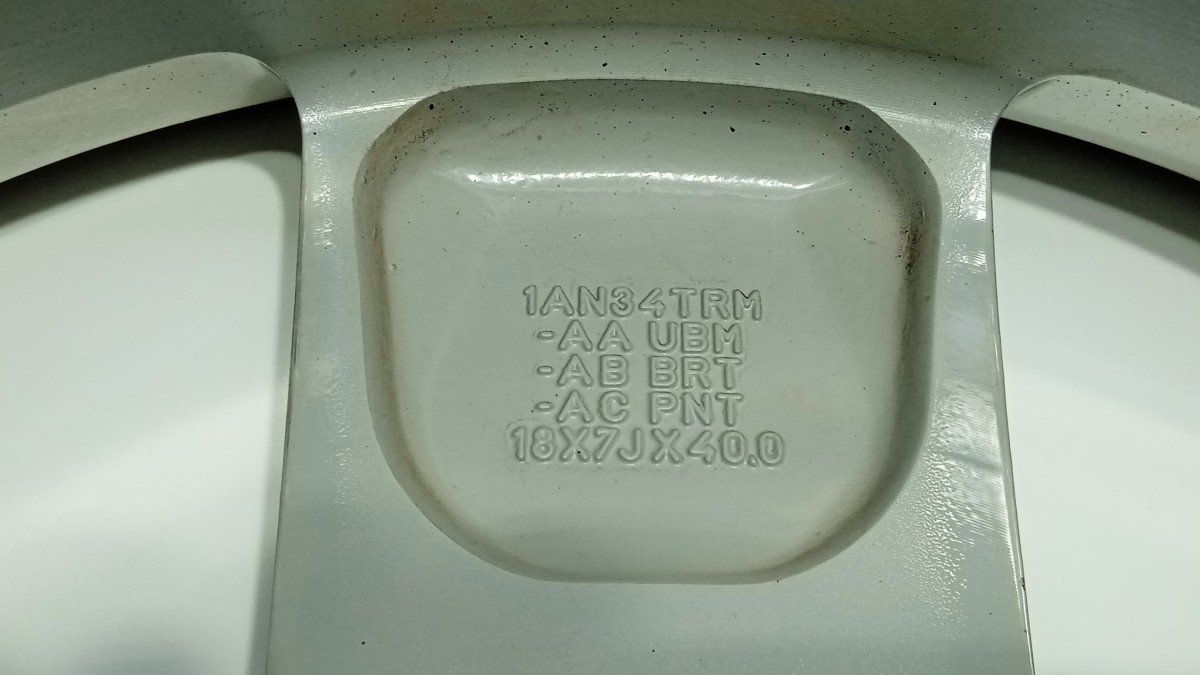 1AN34TRM
-AA UBM
-AB BRT
-AC PNT
18X7JX40.0